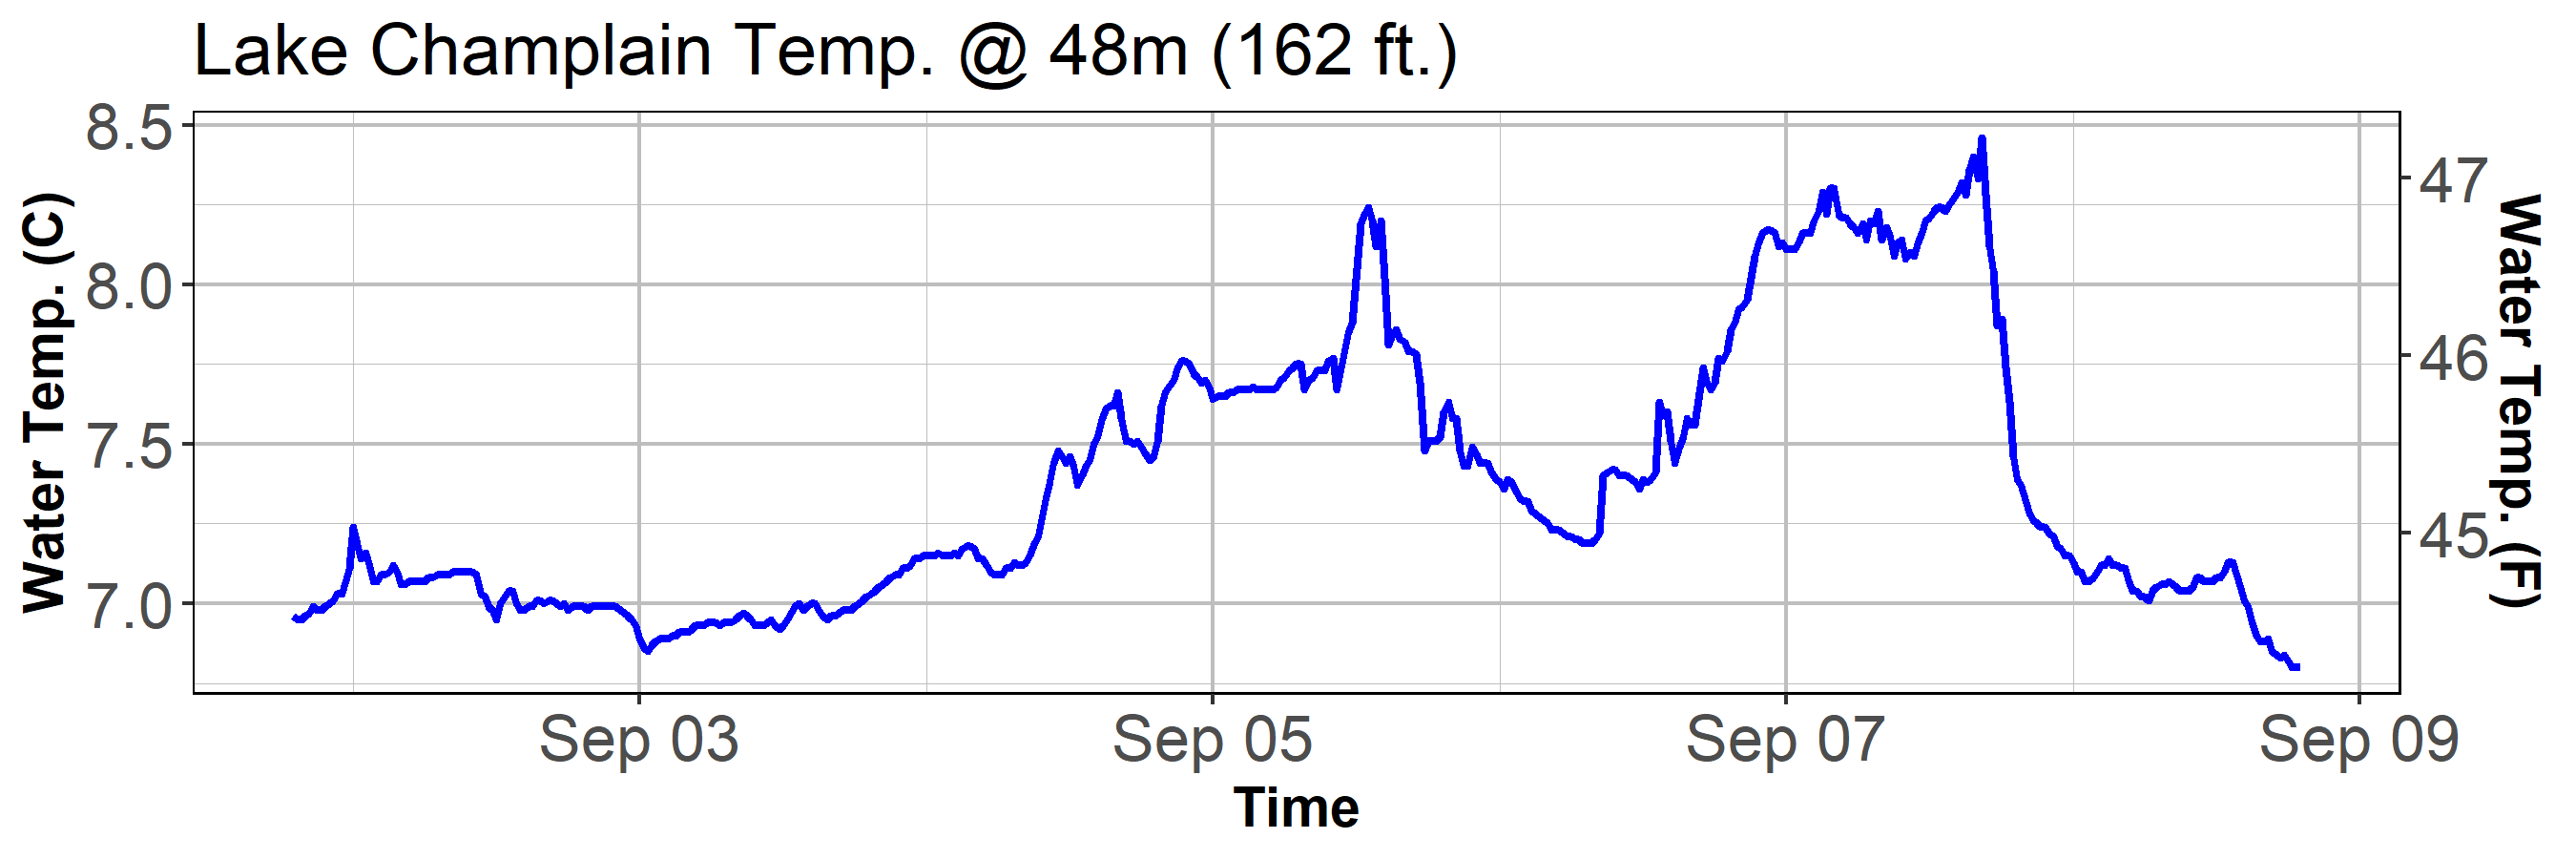 Lake Champlain Temp. @ 48m (162 ft.)
Water Temp. (C)
8.5
8.0
7.5
7.0
47
46
45
Water Temp. (F)
Sep 03
Sep 05
Sep 07
Sep 09
Time